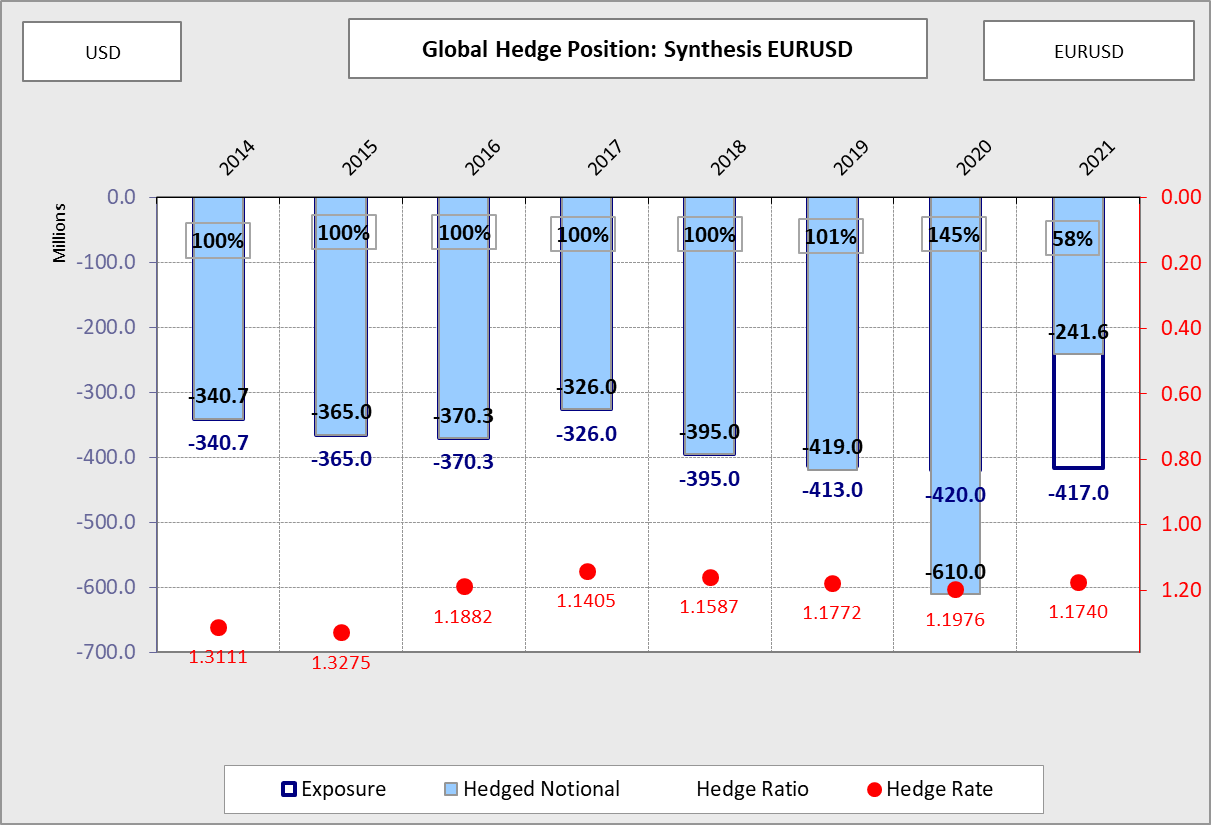 USD
Global Hedge Position: Synthesis EURUSD
EURUSD
2014 2015 2016 2017 2018 2019 2020 2021
Millions
0.0
-100.0
-200.0
-300.0
-400.0
-500.0
-600.0
-700.0
100% 100% 100% 100% 100% 101% 145% 58%
-340.7 -365.0 -370.3 -326.0 -395.0 -419.0 -610.0 -241.6
-340.7 -365.0 -370.3 -326.0 -395.0 -413.0 -420.0 -417.0
1.3111 1.3275 1.1882 1.1405 1.1587 1.1772 1.1976 1.1740
0.00
0.20
0.40
0.60
0.80
1.00
1.20
Exposure Hedged Notional Hedge Ratio Hedge Rate